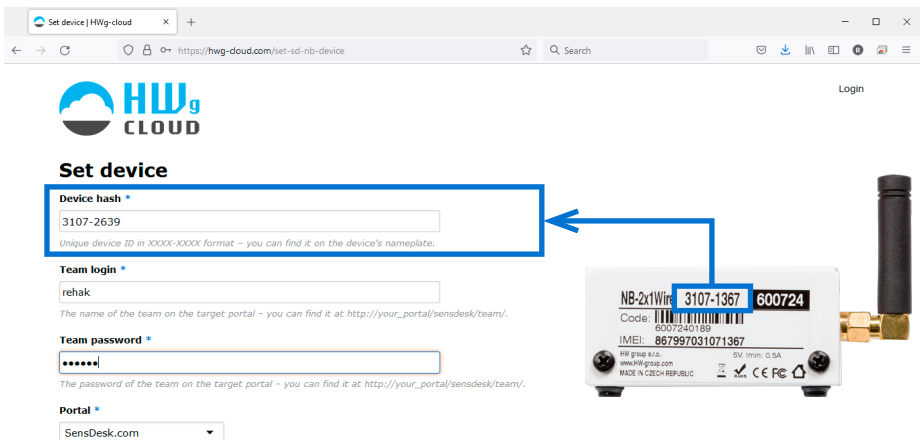 Set device | HWg-cloud
https://hwg-cloud.com/set-sd-nb-device
Search
Login
HWg
CLOUD
Set device
Device hash *
3107-2639
Unique device ID in XXXX-XXXX format – you can find it on the device's nameplate.
Team login *
rehak
The name of the team on the target portal – you can find it at http://your_portal/sensdesk/team/.
Team password *
••••••
The password of the team on the target portal – you can find it at http://your_portal/sensdesk/team/.
Portal *
SensDesk.com
NB-2x1Wire 3107-1367 600724
Code:
6007240189
IMEI: 867997031071367
HW group s.r.o. 5V, Imin: 0,5A
www.HW-group.com
MADE IN CZECH REPUBLIC
RoHS CE FC